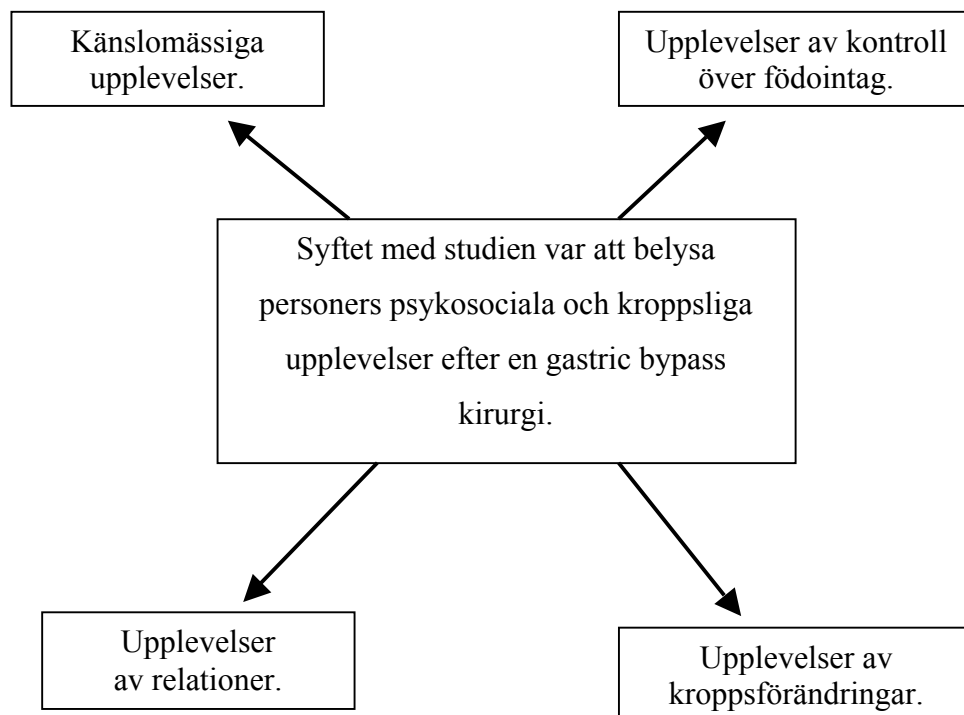 Känslomässiga
upplevelser.
Upplevelser av kontroll
över födointag.
Syftet med studien var att belysa
personers psykosociala och kroppsliga
upplevelser efter en gastric bypass
kirurgi.
Upplevelser
av relationer.
Upplevelser av
kroppsförändringar.